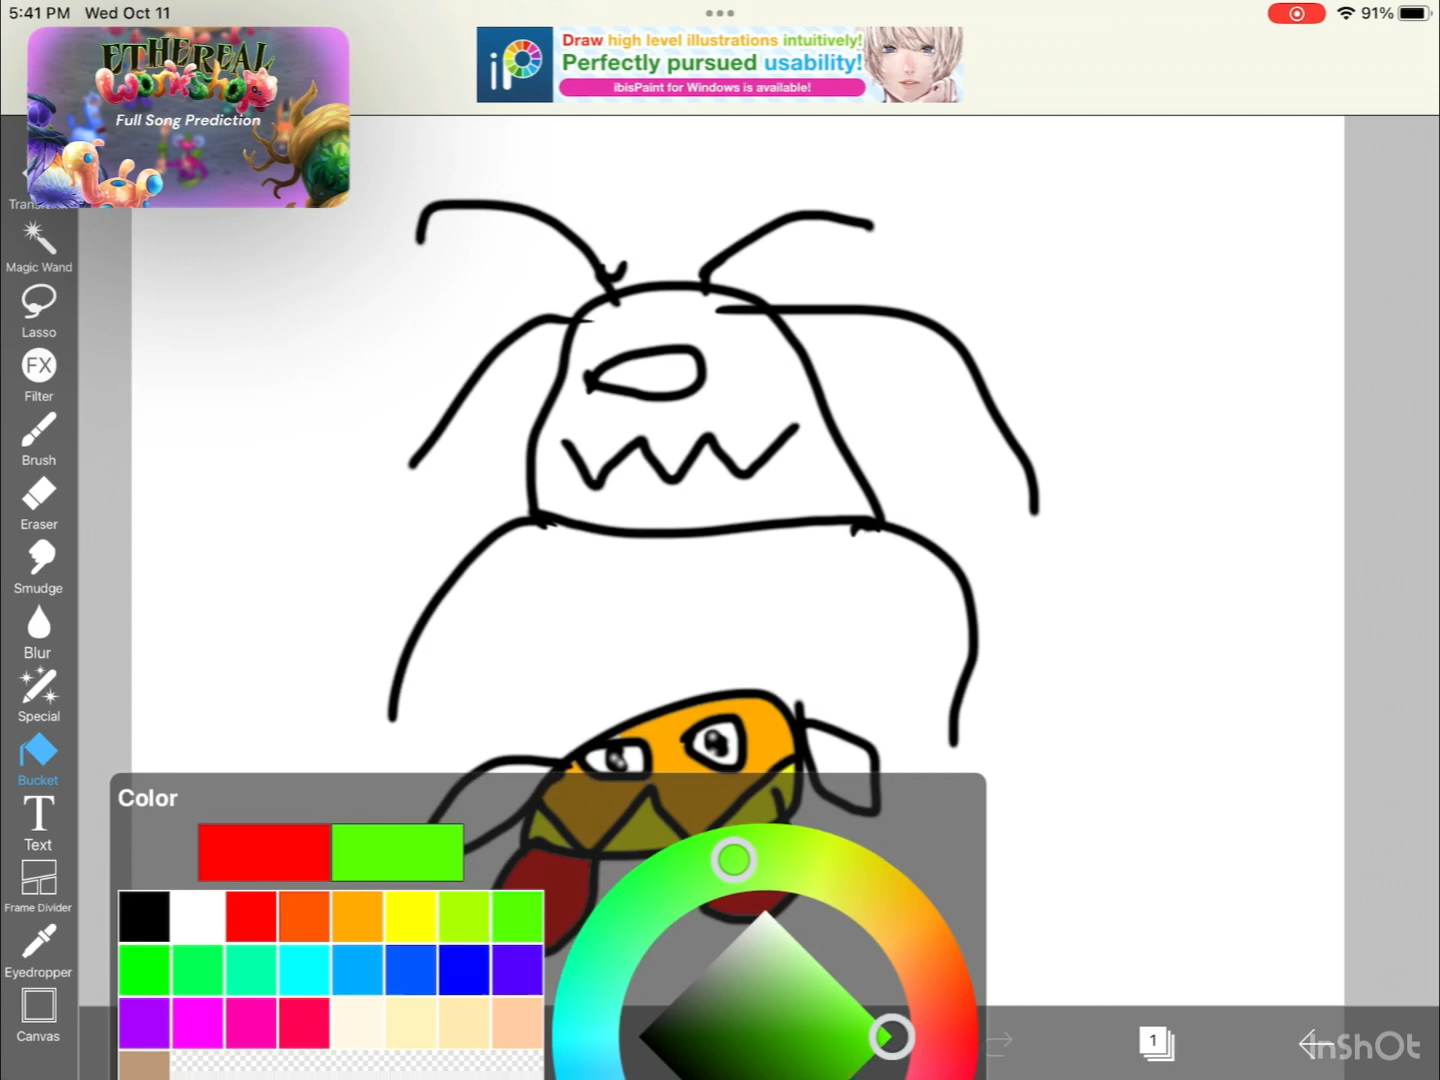 5:41 PM Wed Oct 11
91%
ETHEREAL
Workshop
Full Song Prediction
iP
Draw high level illustrations intuitively!
Perfectly pursued usability!
ibisPaint for Windows is available!
Magic Wand
Lasso
FX
Filter
Brush
Eraser
Smudge
Blur
Special
Bucket
T
Text
Frame Divider
Eyedropper
Canvas
Color
1
InShOt